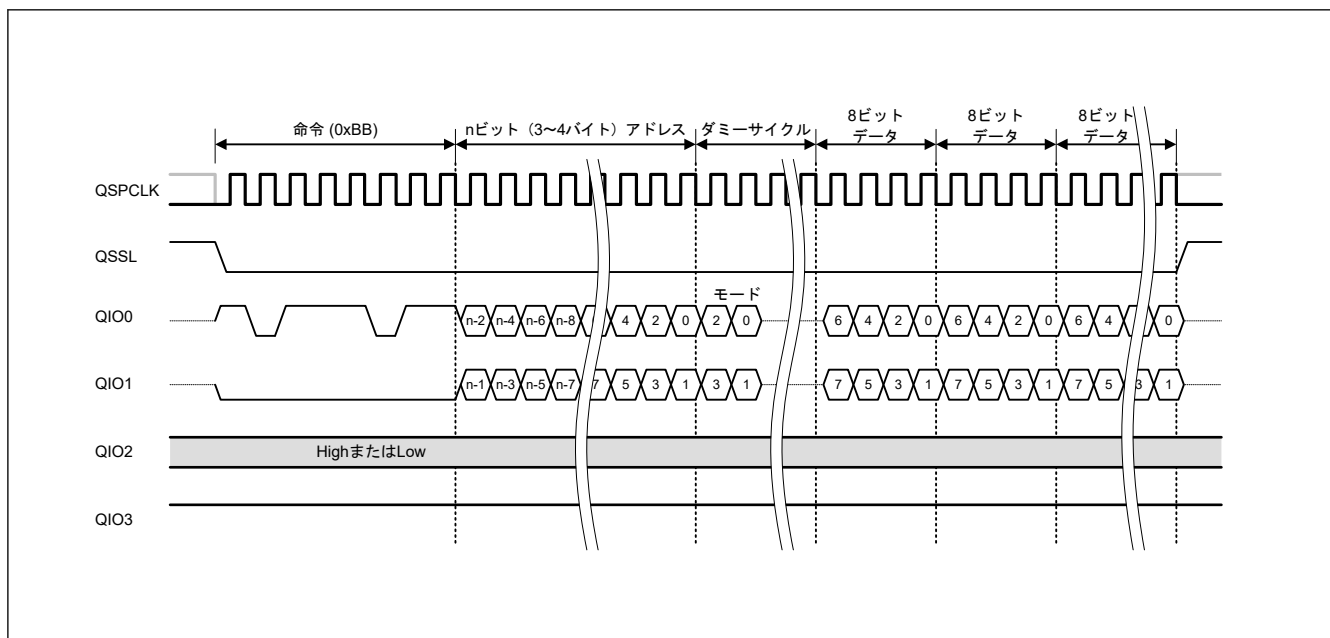 命令 (0xBB)
nビット（3～4バイト）アドレス
ダミーサイクル
8ビット
データ
8ビット
データ
8ビット
データ
QSPCLK
QSSL
モード
QIO0
n-2 n-4 n-6 n-8 4 2 0 2 0 6 4 2 0 6 4 2 0 6 4 0
QIO1
n-1 n-3 n-5 n-7 7 5 3 1 3 1 7 5 3 1 7 5 3 1 7 5 3 1
QIO2
HighまたはLow
QIO3